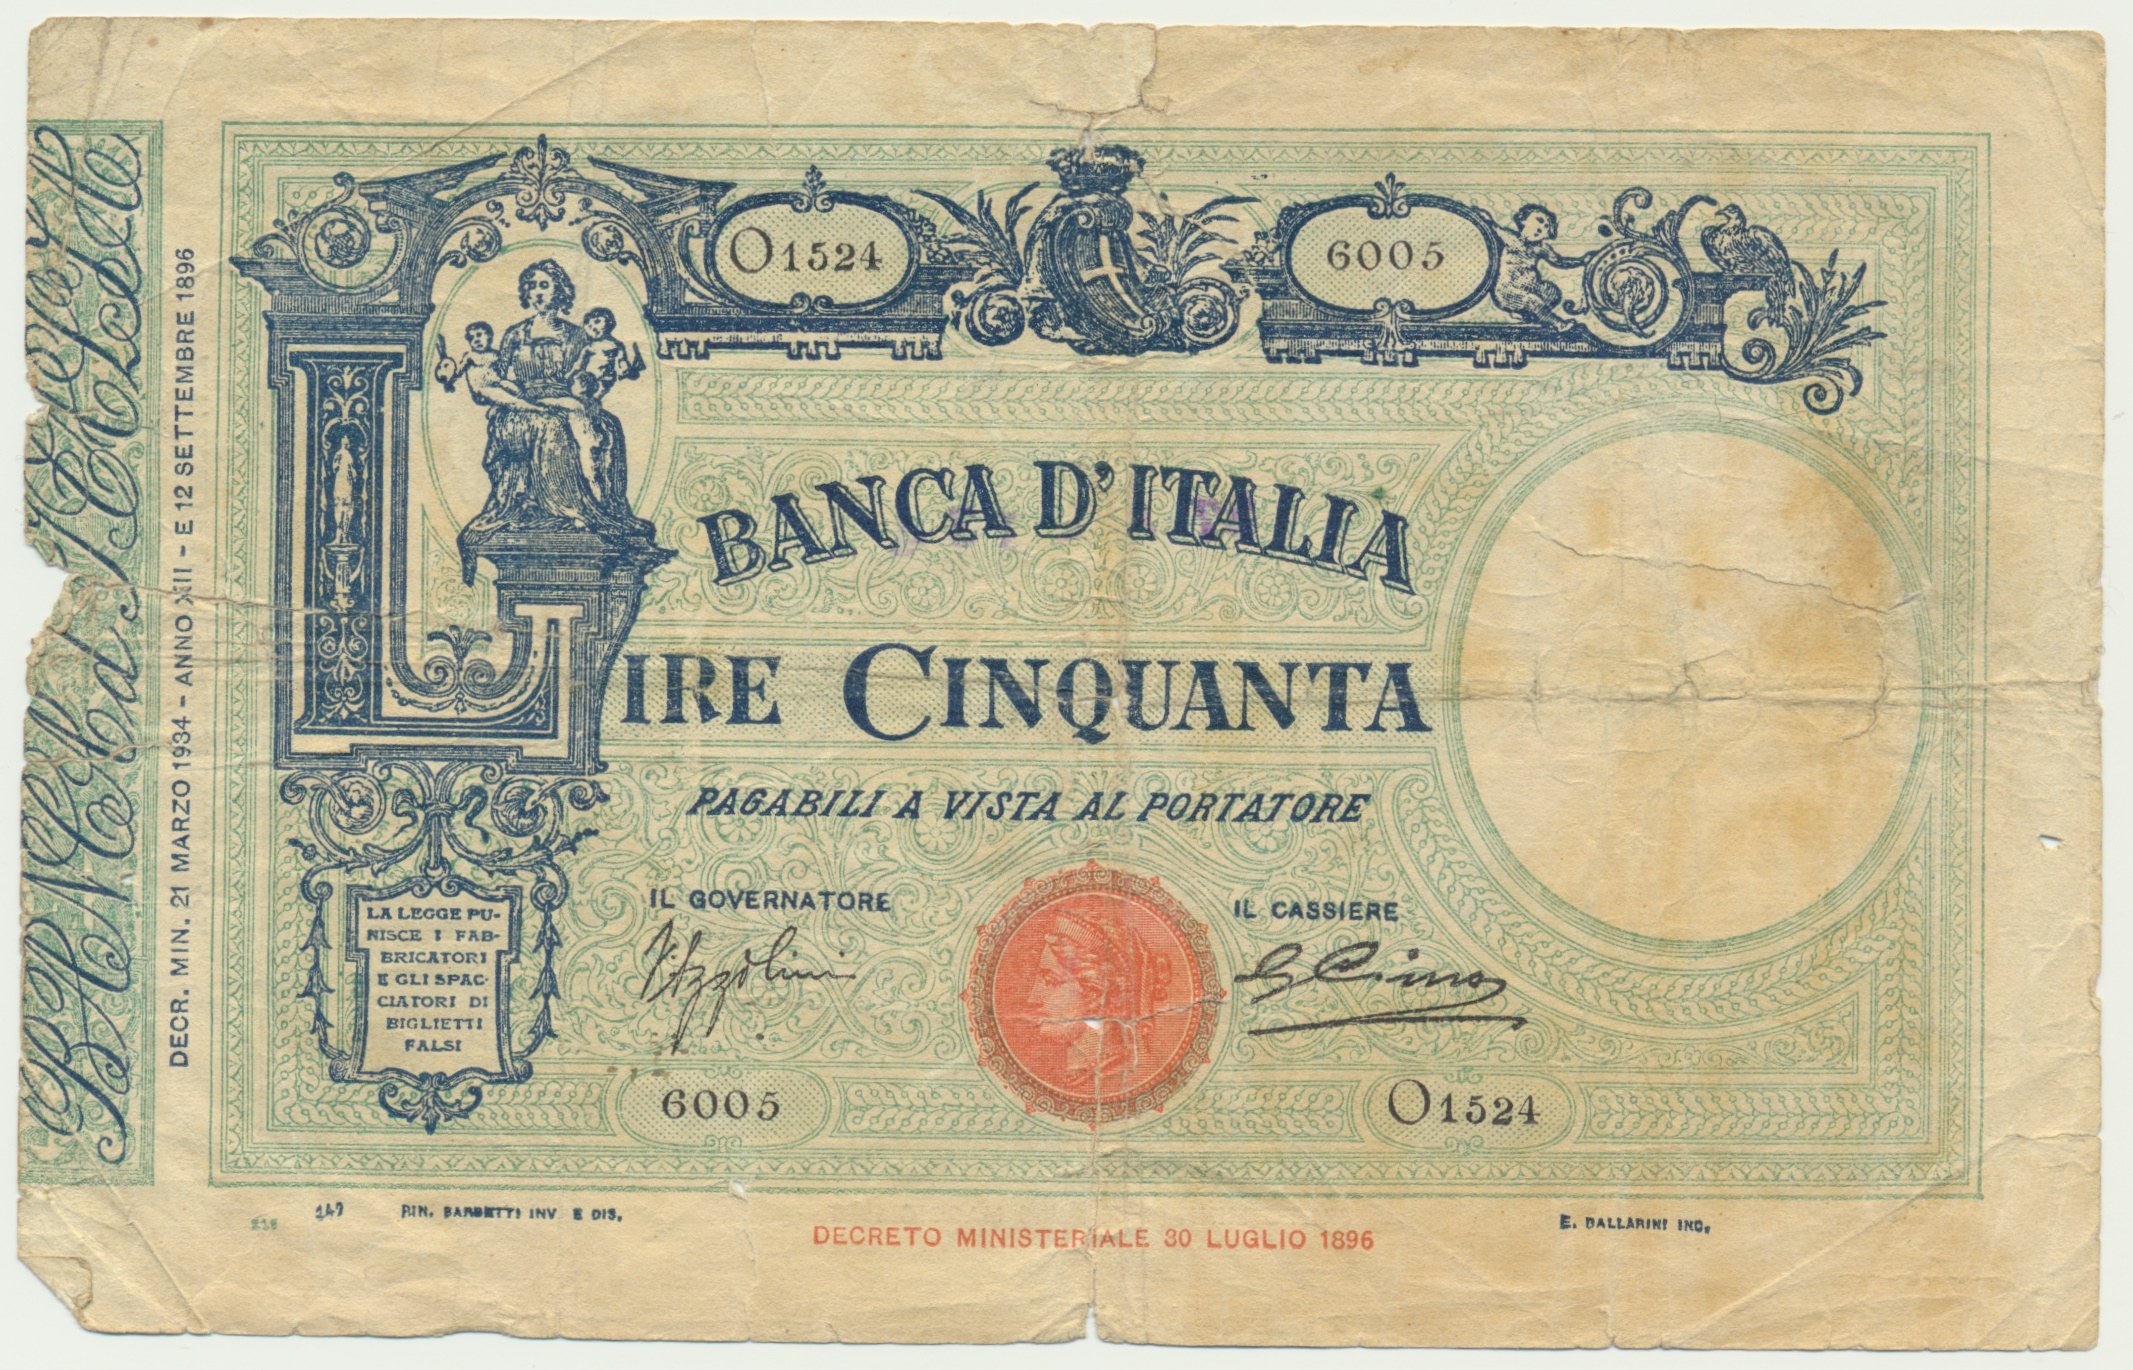 DECR. MIN. 21 MARZO 1934 - ANNO XII - E 12 SETTEMBRE 1896
O1524
6005
BANCA D'ITALIA
LIRE CINQUANTA
PAGABILI A VISTA AL PORTATORE
IL GOVERNATORE
IL CASSIERE
LA LEGGE PU-
NISCE I FAB-
BRICATORI
E GLI SPAC-
CIATORI DI
BIGLIETTI
FALSI
6005
O1524
147
RIN. BARBETTI INV E DIS.
E. BALLARINI INC.
DECRETO MINISTERIALE 30 LUGLIO 1896